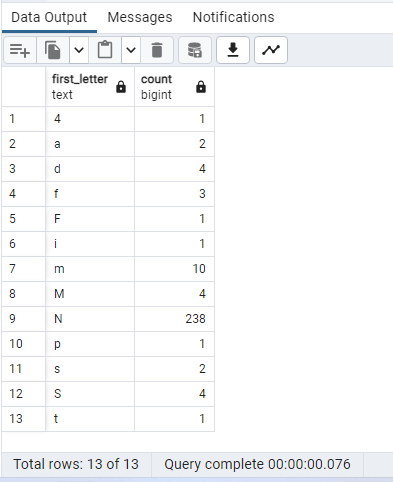 Data Output Messages Notifications
first_letter count
text bigint
1 4 1
2 a 2
3 d 4
4 f 3
5 F 1
6 i 1
7 m 10
8 M 4
9 N 238
10 p 1
11 s 2
12 S 4
13 t 1
Total rows: 13 of 13 Query complete 00:00:00.076